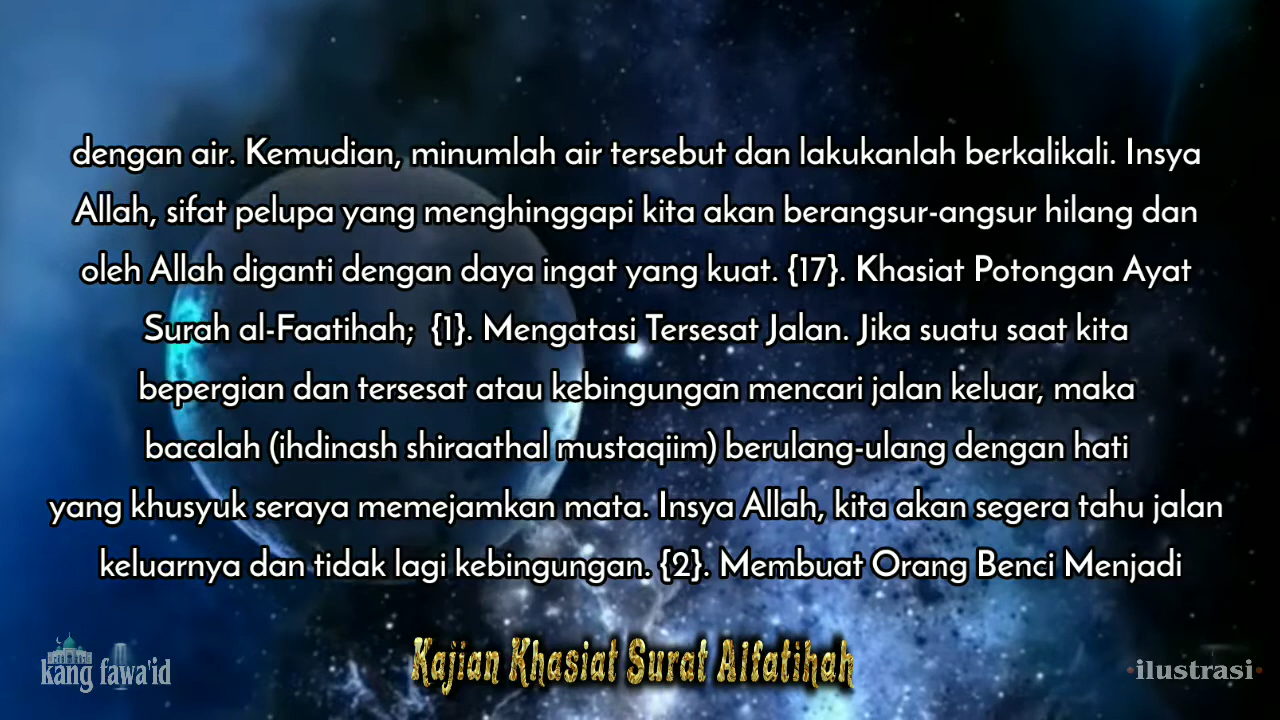 dengan air. Kemudian, minumlah air tersebut dan lakukanlah berkalikali. Insya
Allah, sifat pelupa yang menghinggapi kita akan berangsur-angsur hilang dan
oleh Allah diganti dengan daya ingat yang kuat. {17}. Khasiat Potongan Ayat
Surah al-Faatihah;  {1}. Mengatasi Tersesat Jalan. Jika suatu saat kita
bepergian dan tersesat atau kebingungan mencari jalan keluar, maka
bacalah (ihdinash shiraathal mustaqiim) berulang-ulang dengan hati
yang khusyuk seraya memejamkan mata. Insya Allah, kita akan segera tahu jalan
keluarnya dan tidak lagi kebingungan. {2}. Membuat Orang Benci Menjadi
kang fawa'id
Kajian Khasiat Surat Alfatihah
•ilustrasi•